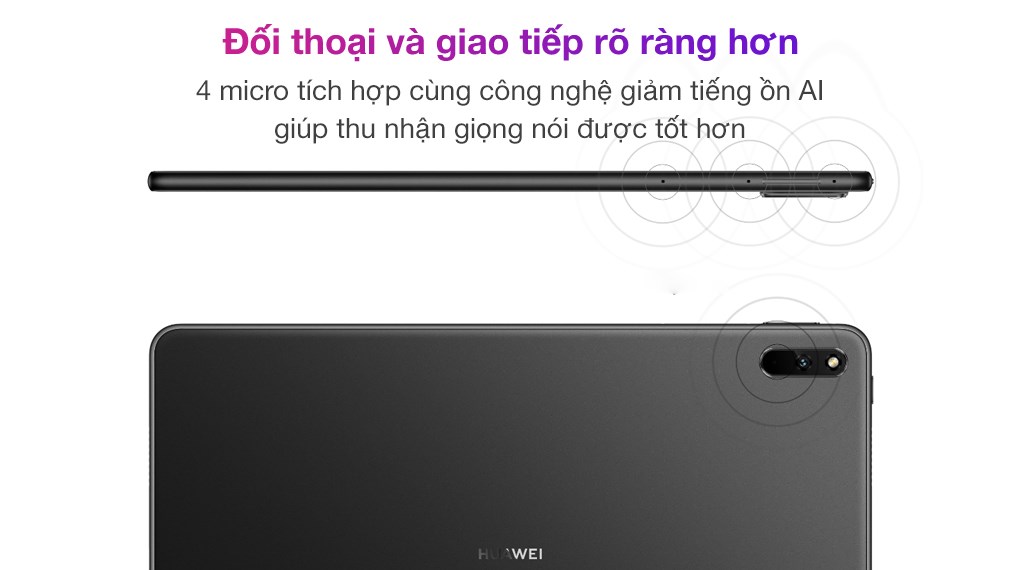 Đối thoại và giao tiếp rõ ràng hơn
4 micro tích hợp cùng công nghệ giảm tiếng ồn AI
giúp thu nhận giọng nói được tốt hơn
HUAWEI